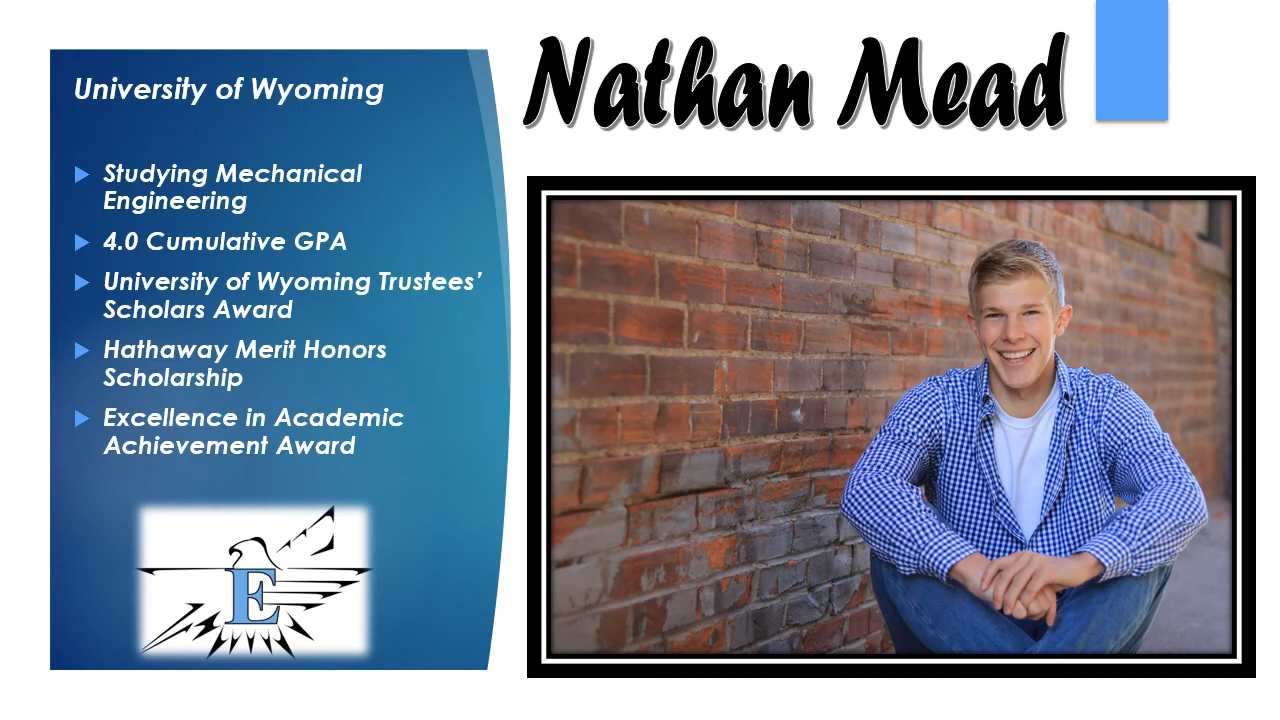 Nathan Mead
University of Wyoming
Studying Mechanical
Engineering
4.0 Cumulative GPA
University of Wyoming Trustees’
Scholars Award
Hathaway Merit Honors
Scholarship
Excellence in Academic
Achievement Award
E